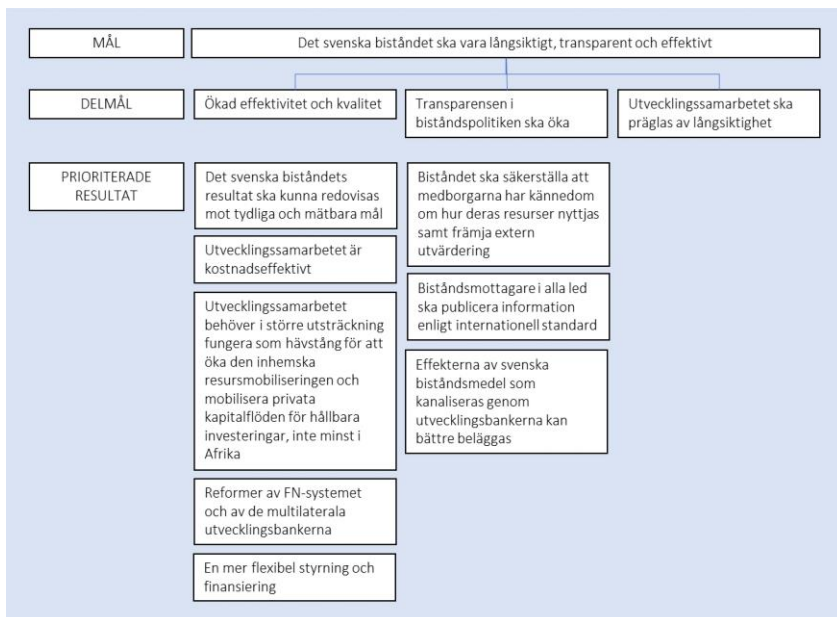 MÅL
Det svenska biståndet ska vara långsiktigt, transparent och effektivt
DELMÅL
Ökad effektivitet och kvalitet
Transparensen i
biståndspolitiken ska öka
Utvecklingssamarbetet ska
präglas av långsiktighet
PRIORITERADE
RESULTAT
Det svenska biståndets
resultat ska kunna redovisas
mot tydliga och mätbara mål
Utvecklingssamarbetet är
kostnadseffektivt
Utvecklingssamarbetet
behöver i större utsträckning
fungera som hävstång för att
öka den inhemska
resursmobiliseringen och
mobilisera privata
kapitalflöden för hållbara
investeringar, inte minst i
Afrika
Reformer av FN-systemet
och av de multilaterala
utvecklingsbankerna
En mer flexibel styrning och
finansiering
Biståndet ska säkerställa att
medborgarna har kännedom
om hur deras resurser nyttjas
samt främja extern
utvärdering
Biståndsmottagare i alla led
ska publicera information
enligt internationell standard
Effekterna av svenska
biståndsmedel som
kanaliseras genom
utvecklingsbankerna kan
bättre beläggas